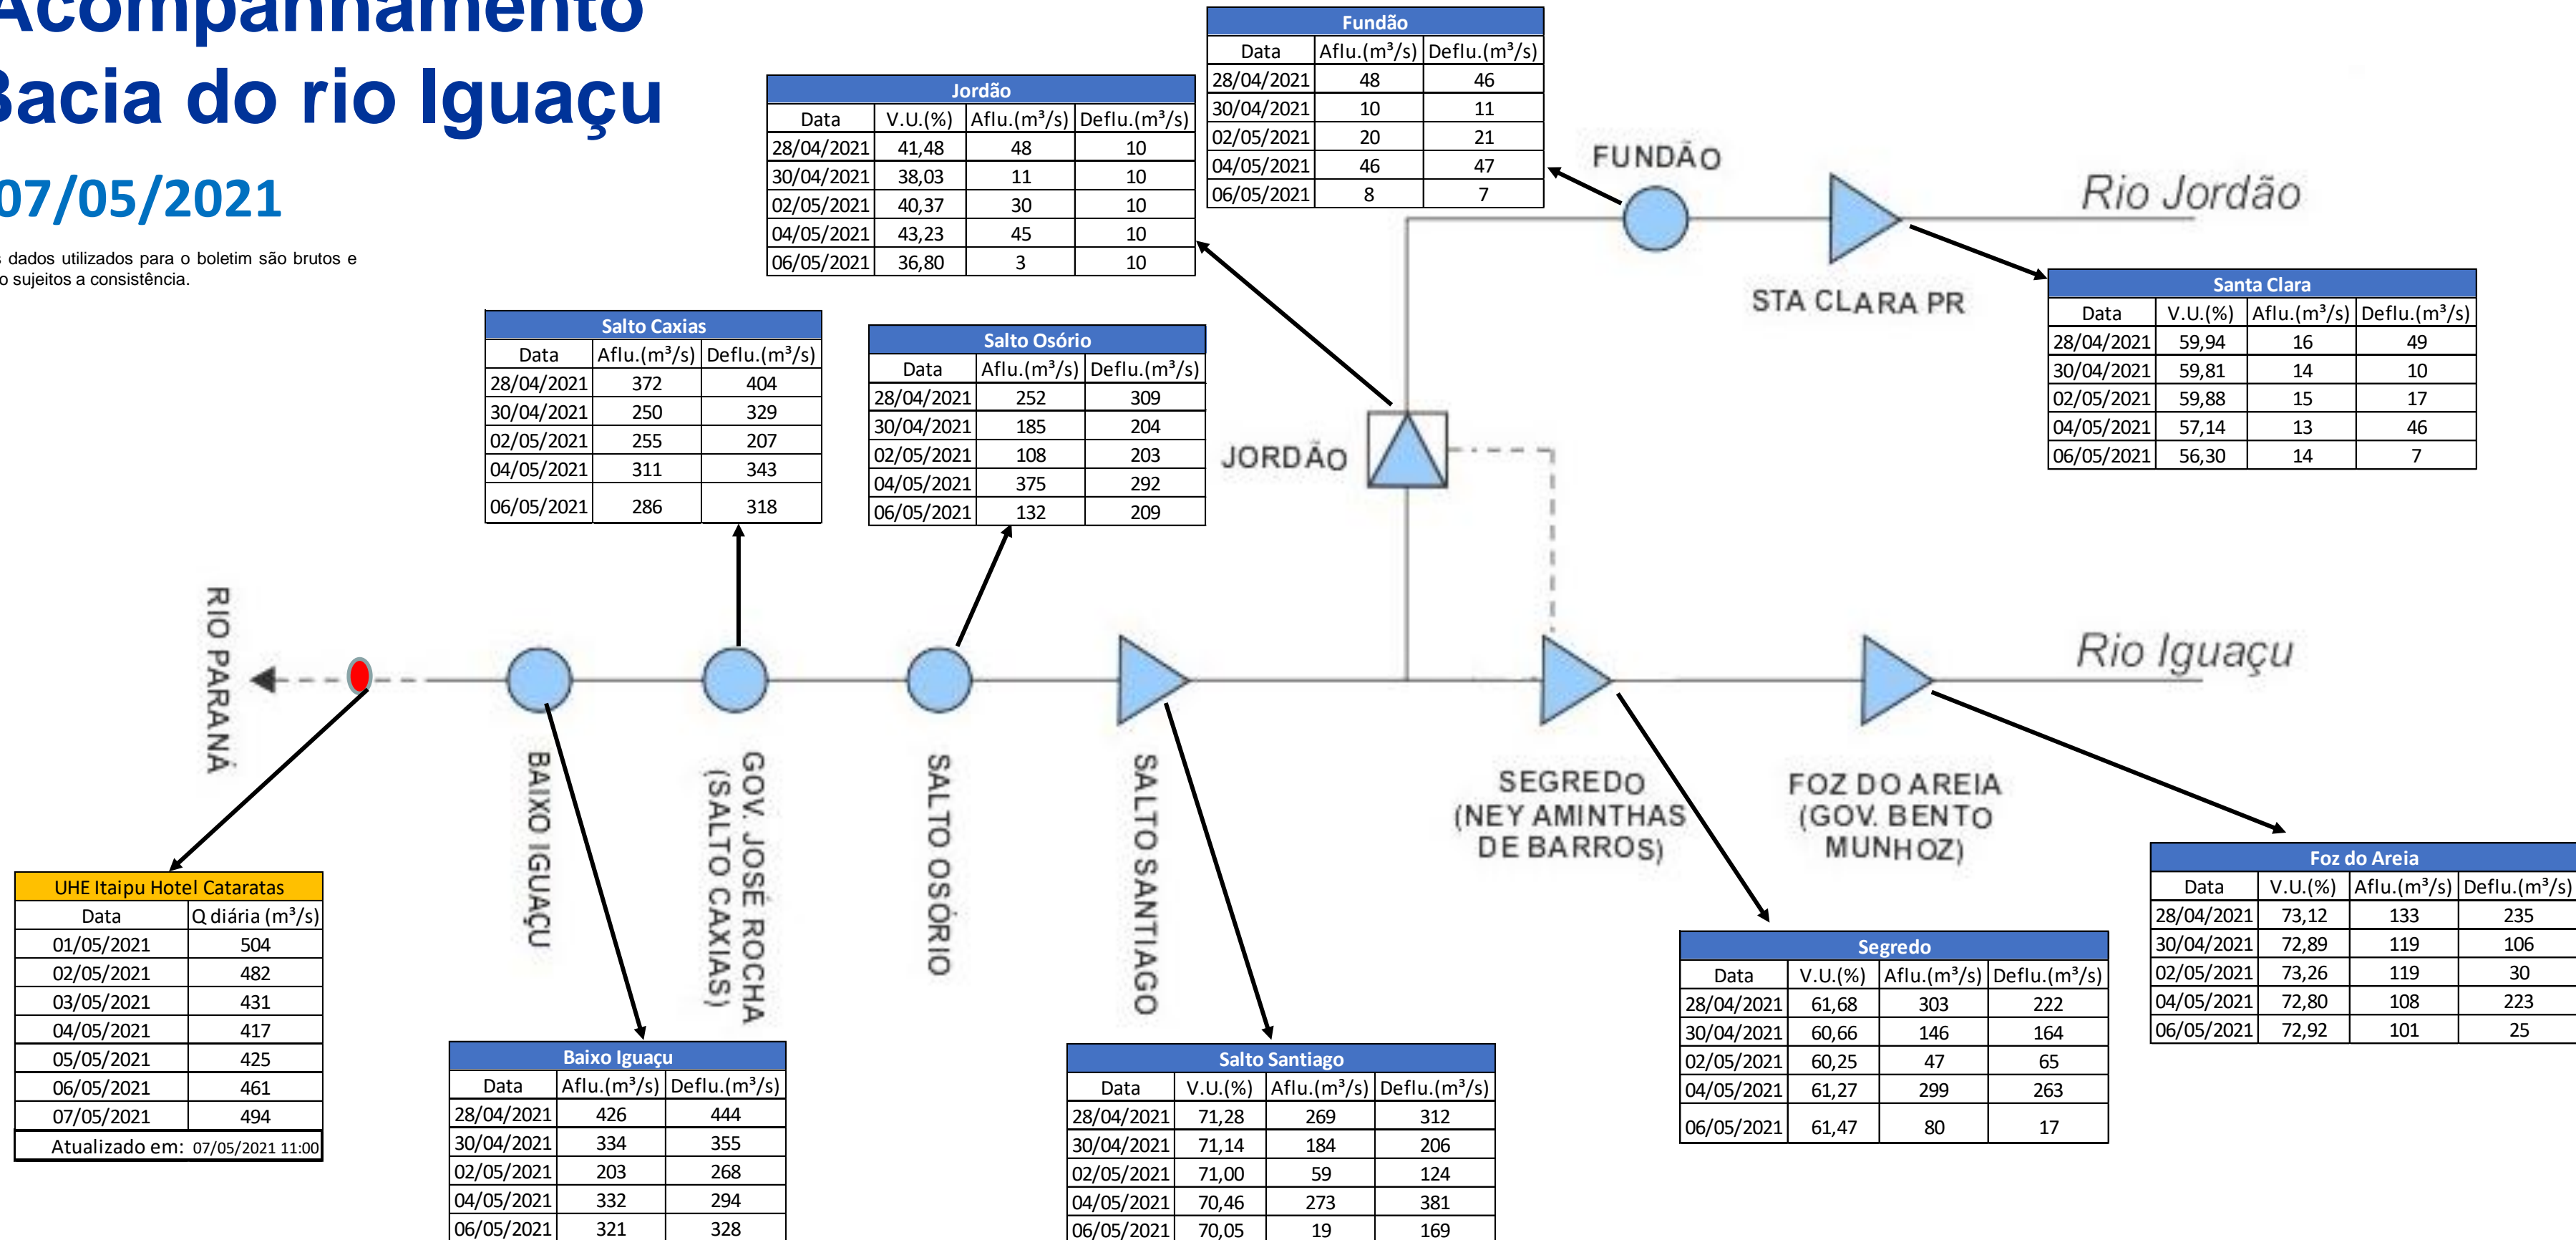 Acompanhamento
Bacia do rio Iguaçu
07/05/2021
dados utilizados para o boletim são brutos e
sujeitos a consistência.
Jordão
Data V.U.(%) Aflu.(m³/s) Deflu.(m³/s)
28/04/2021 41,48 48 10
30/04/2021 38,03 11 10
02/05/2021 40,37 30 10
04/05/2021 43,23 45 10
06/05/2021 36,80 3 10
Fundão
Data Aflu.(m³/s) Deflu.(m³/s)
28/04/2021 48 46
30/04/2021 10 11
02/05/2021 20 21
04/05/2021 46 47
06/05/2021 8 7
FUNDÃO
STA CLARA PR
Rio Jordão
Santa Clara
Data V.U.(%) Aflu.(m³/s) Deflu.(m³/s)
28/04/2021 59,94 16 49
30/04/2021 59,81 14 10
02/05/2021 59,88 15 17
04/05/2021 57,14 13 46
06/05/2021 56,30 14 7
Salto Caxias
Data Aflu.(m³/s) Deflu.(m³/s)
28/04/2021 372 404
30/04/2021 250 329
02/05/2021 255 207
04/05/2021 311 343
06/05/2021 286 318
Salto Osório
Data Aflu.(m³/s) Deflu.(m³/s)
28/04/2021 252 309
30/04/2021 185 204
02/05/2021 108 203
04/05/2021 375 292
06/05/2021 132 209
JORDÃO
RIO PARANÁ
BAIXO IGUAÇU
GOV. JOSÉ ROCHA
(SALTO CAXIAS)
SALTO OSÓRIO
SALTO SANTIAGO
SEGREDO
(NEY AMINTHAS
DE BARROS)
FOZ DO AREIA
(GOV. BENTO
MUNHOZ)
Rio Iguaçu
UHE Itaipu Hotel Cataratas
Data Q diária (m³/s)
01/05/2021 504
02/05/2021 482
03/05/2021 431
04/05/2021 417
05/05/2021 425
06/05/2021 461
07/05/2021 494
Atualizado em: 07/05/2021 11:00
Baixo Iguaçu
Data Aflu.(m³/s) Deflu.(m³/s)
28/04/2021 426 444
30/04/2021 334 355
02/05/2021 203 268
04/05/2021 332 294
06/05/2021 321 328
Salto Santiago
Data V.U.(%) Aflu.(m³/s) Deflu.(m³/s)
28/04/2021 71,28 269 312
30/04/2021 71,14 184 206
02/05/2021 71,00 59 124
04/05/2021 70,46 273 381
06/05/2021 70,05 19 169
Segredo
Data V.U.(%) Aflu.(m³/s) Deflu.(m³/s)
28/04/2021 61,68 303 222
30/04/2021 60,66 146 164
02/05/2021 60,25 47 65
04/05/2021 61,27 299 263
06/05/2021 61,47 80 17
Foz do Areia
Data V.U.(%) Aflu.(m³/s) Deflu.(m³/s)
28/04/2021 73,12 133 235
30/04/2021 72,89 119 106
02/05/2021 73,26 119 30
04/05/2021 72,80 108 223
06/05/2021 72,92 101 25